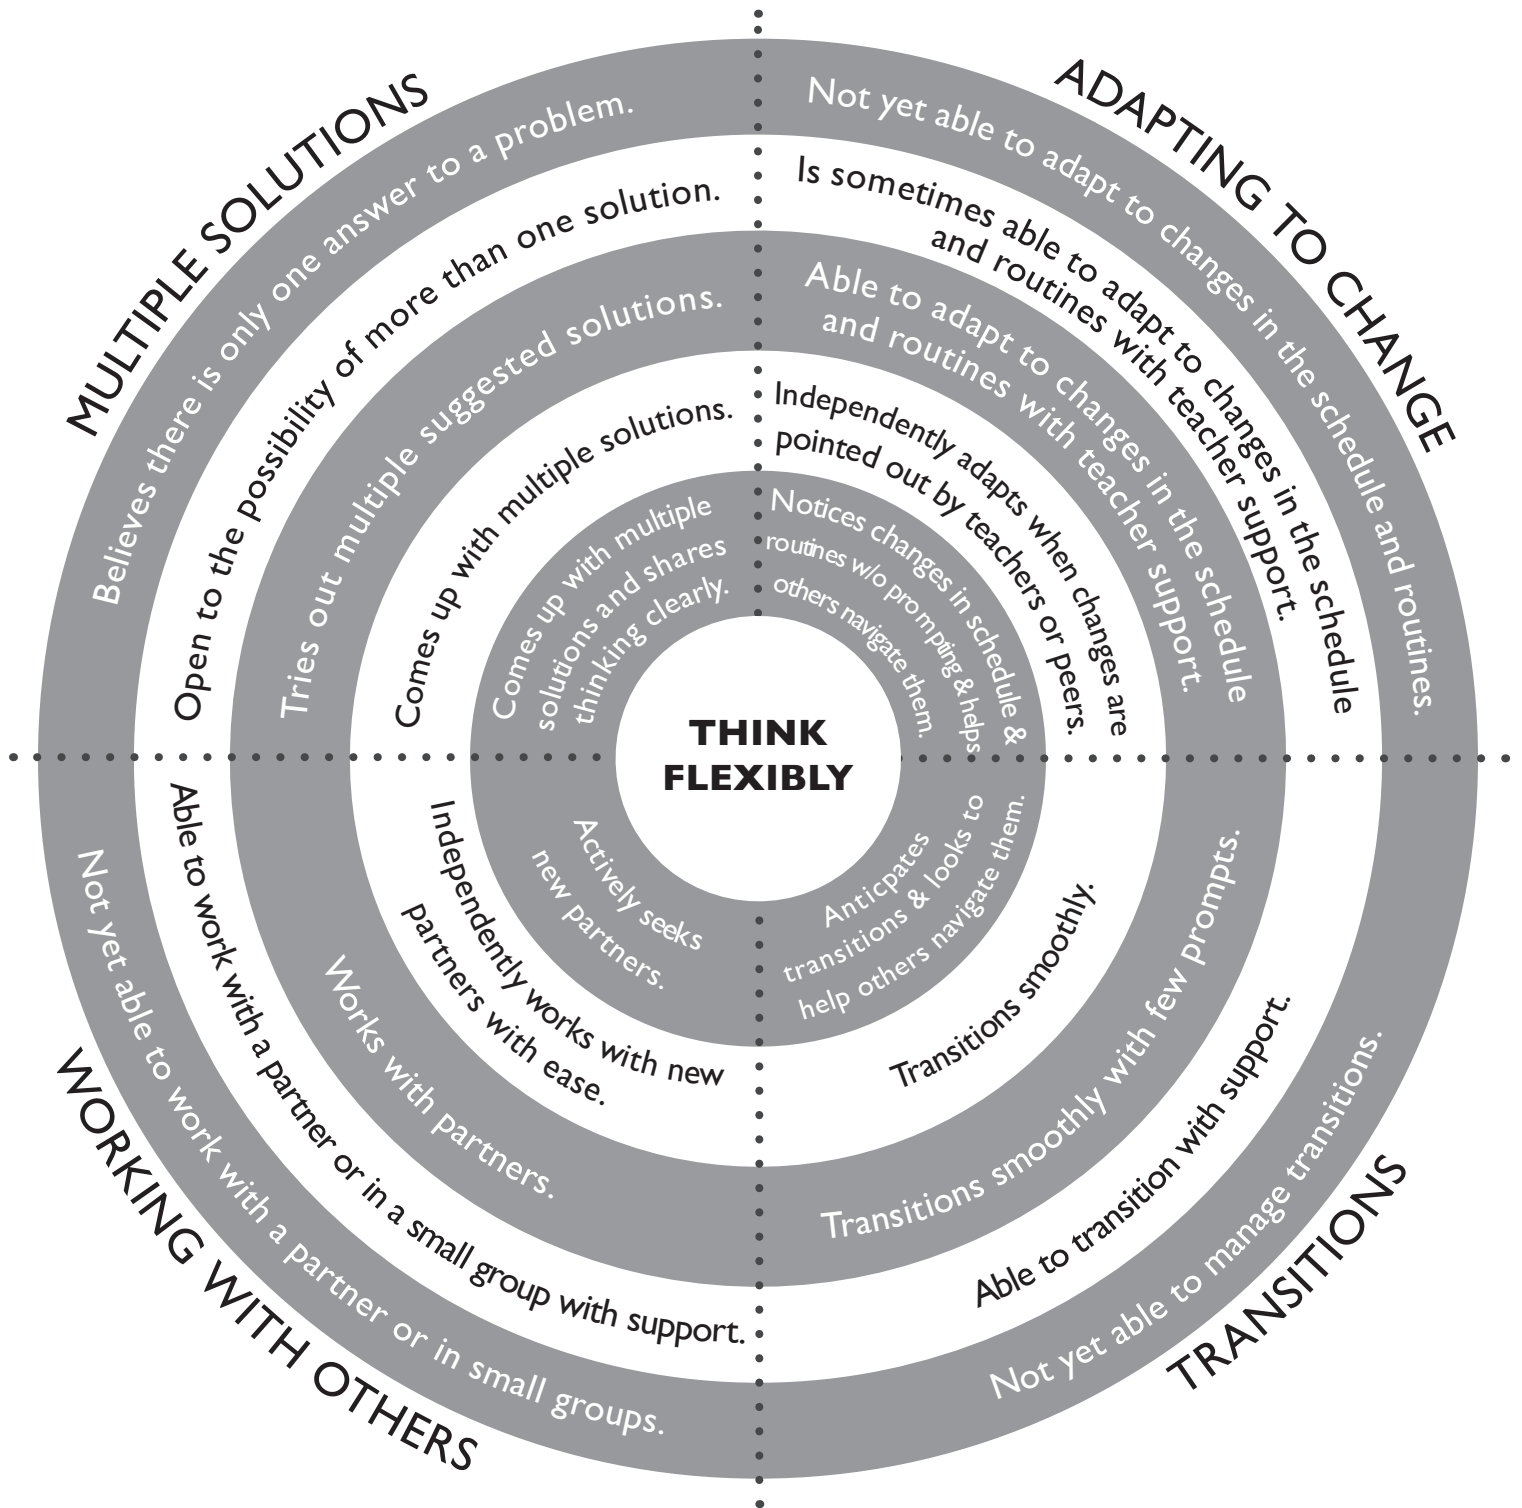 MULTIPLE SOLUTIONS
Believes there is only one answer to a problem.
Open to the possibility of more than one solution.
Tries out multiple suggested solutions.
Comes up with multiple solutions.
Comes up with multiple
solutions and shares
thinking clearly.
ADAPTING TO CHANGE
Not yet able to adapt to changes in the schedule and routines.
Is sometimes able to adapt to changes in the schedule
and routines with teacher support.
Able to adapt to changes in the schedule
and routines with teacher support.
Independently adapts when changes are
pointed out by teachers or peers.
Notices changes in schedule &
routines w/o prompting & helps
others navigate them.
THINK
FLEXIBLY
WORKING WITH OTHERS
Not yet able to work with a partner or in small groups.
Able to work with a partner or in a small group with support.
Works with partners.
Independently works with new
partners with ease.
Actively seeks
new partners.
TRANSITIONS
Not yet able to manage transitions.
Able to transition with support.
Transitions smoothly with few prompts.
Transitions smoothly.
Anticpates
transitions & looks to
help others navigate them.